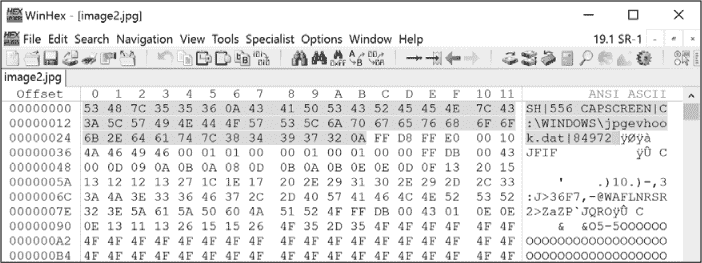 WinHex - [image2.jpg]
File Edit Search Navigation View Tools Specialist Options Window Help 19.1 SR-1
image2.jpg
Offset 0 1 2 3 4 5 6 7 8 9 A B C D E F 10 11 ANSI ASCII
00000000 53 48 7C 35 35 36 0A 43 41 50 53 43 52 45 45 4E 7C 43 SH|556 CAPSCREEN|C
00000012 3A 5C 57 49 4E 44 4F 57 53 5C 6A 70 67 65 76 68 6F 6F :\WINDOWS\jpgevhoo
00000024 6B 2E 64 61 74 7C 38 34 39 37 32 0A FF D8 FF E0 00 10 k.dat|84972 ÿØÿà
00000036 4A 46 49 46 00 01 01 00 00 01 00 01 00 00 FF DB 00 43 JFIF ÿÛ C
00000048 00 0D 09 0A 0B 0A 08 0D 0B 0A 0B 0E 0E 0D 0F 13 20 15
0000005A 13 12 12 13 27 1C 1E 17 20 2E 29 31 30 2E 29 2D 2C 33 ' .)10.)-,3
0000006C 3A 4A 3E 33 36 46 37 2C 2D 40 57 41 46 4C 4E 52 53 52 :J>36F7,-@WAFLNRSR
0000007E 32 3E 5A 61 5A 50 60 4A 51 52 4F FF DB 00 43 01 0E 0E 2>ZaZP`JQROÿÛ C
00000090 0E 13 11 13 26 15 15 26 4F 35 2D 35 4F 4F 4F 4F 4F 4F & &O5-5OOOOOO
000000A2 4F 4F 4F 4F 4F 4F 4F 4F 4F 4F 4F 4F 4F 4F 4F 4F 4F 4F OOOOOOOOOOOOOOOOOO
000000B4 4F 4F 4F 4F 4F 4F 4F 4F 4F 4F 4F 4F 4F 4F 4F 4F 4F 4F OOOOOOOOOOOOOOOOOO